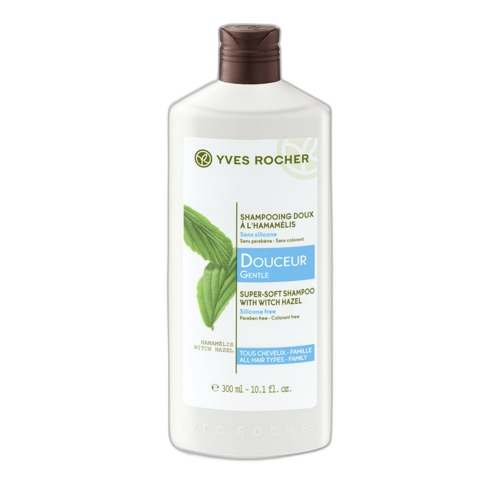 YVES ROCHER
SHAMPOOING DOUX
À L'HAMAMÉLIS
Sans silicone
Sans parabène - Sans colorant
DOUCEUR
GENTLE
SUPER-SOFT SHAMPOO
WITH WITCH HAZEL
Silicone free
Paraben free - Colorant free
HAMAMÉLIS
WITCH HAZEL
TOUS CHEVEUX - FAMILLE
ALL HAIR TYPES - FAMILY
℮ 300 ml - 10.1 fl. oz.
YVES ROCHER